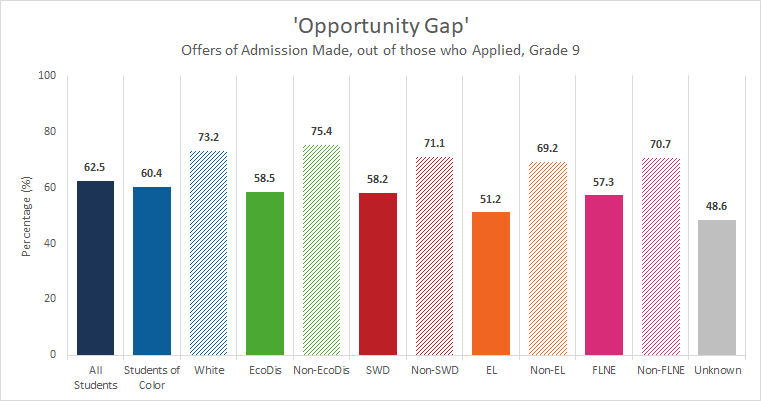 'Opportunity Gap'
Offers of Admission Made, out of those who Applied, Grade 9
Percentage (%)
100
80
60
40
20
0
62.5
60.4
73.2
58.5
75.4
58.2
71.1
51.2
69.2
57.3
70.7
48.6
All
Students
Students of
Color
White
EcoDis
Non-EcoDis
SWD
Non-SWD
EL
Non-EL
FLNE
Non-FLNE
Unknown